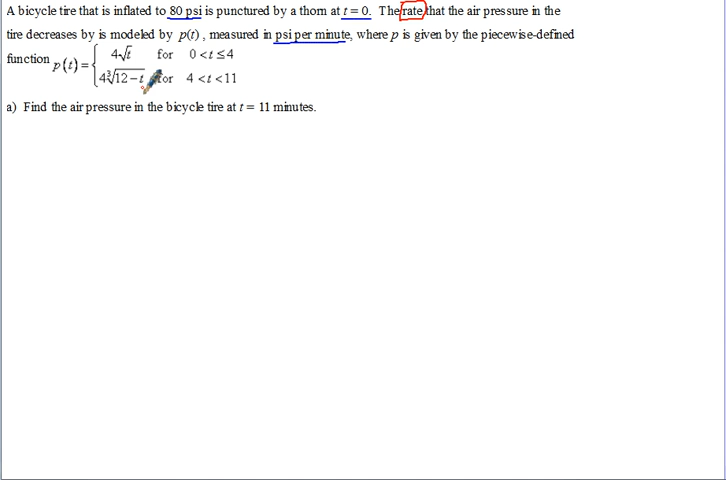 A bicycle tire that is inflated to 80 psi is punctured by a thorn at t = 0. The rate that the air pressure in the
tire decreases by is modeled by p(t), measured in psi per minute, where p is given by the piecewise-defined
function p(t) = { 4√t for 0 < t ≤ 4
4∛12 − t for 4 < t < 11
a) Find the air pressure in the bicycle tire at t = 11 minutes.